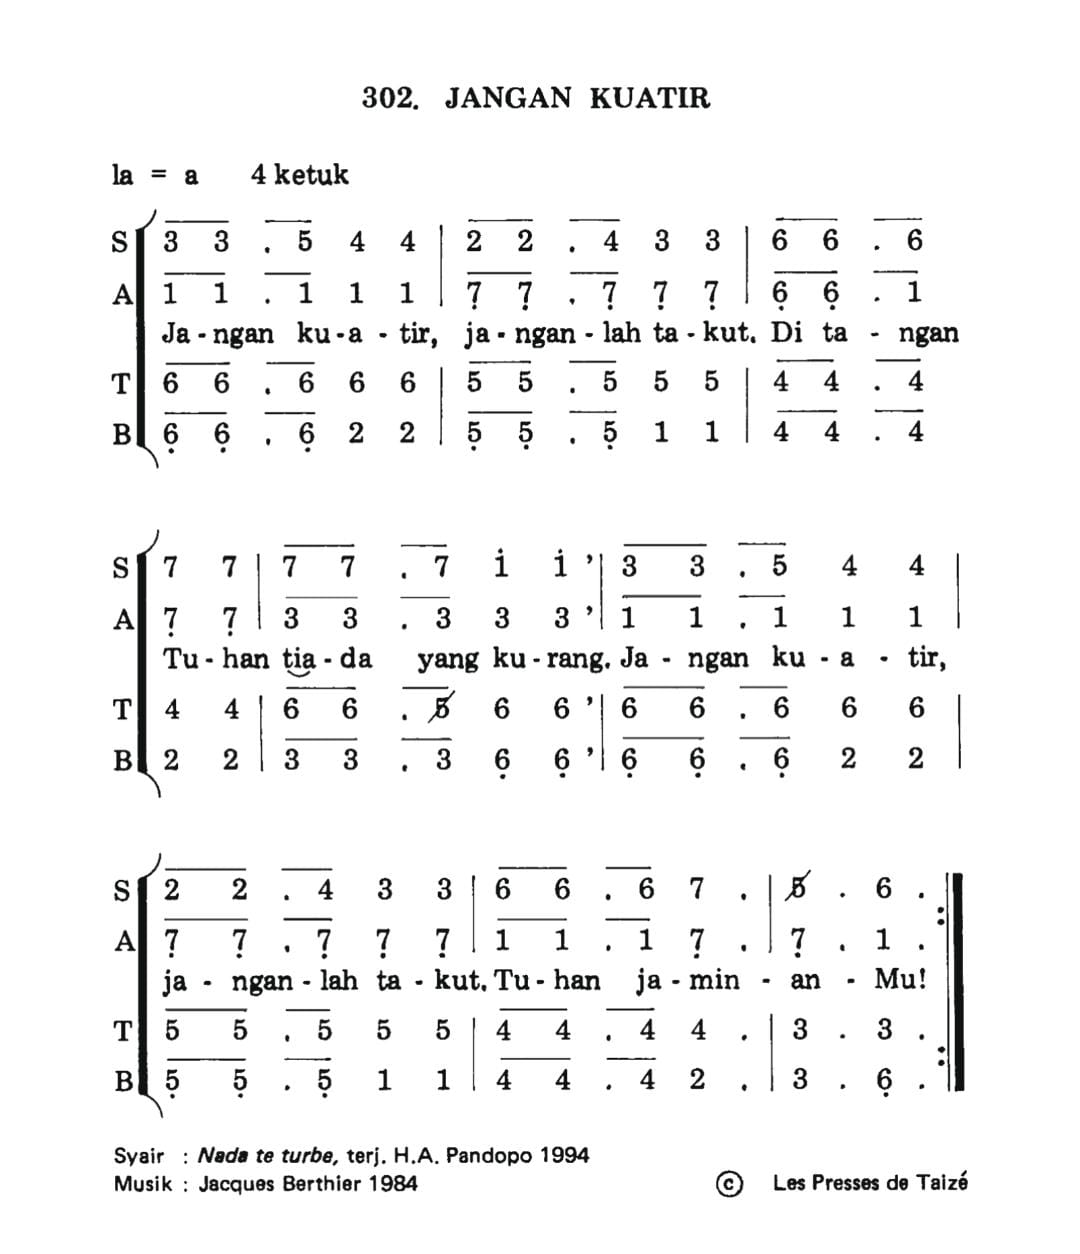 302. JANGAN KUATIR
la = a 4 ketuk
S 3 3 . 5 4 4 | 2 2 . 4 3 3 | 6 6 . 6
A 1 1 . 1 1 1 | 7̣ 7̣ . 7̣ 7̣ 7̣ | 6̣ 6̣ . 1
Ja - ngan ku - a - tir, ja - ngan - lah ta - kut. Di ta - ngan
T 6 6 . 6 6 6 | 5 5 . 5 5 5 | 4 4 . 4
B 6̣ 6̣ . 6̣ 2 2 | 5̣ 5̣ . 5̣ 1 1 | 4 4 . 4
S 7 7 | 7 7 . 7 1̇ 1̇ ' | 3 3 . 5 4 4 |
A 7̣ 7̣ | 3 3 . 3 3 3 ' | 1 1 . 1 1 1 |
Tu - han tia - da yang ku - rang. Ja - ngan ku - a - tir,
T 4 4 | 6 6 . 5̸ 6 6 ' | 6 6 . 6 6 6 |
B 2 2 | 3 3 . 3 6̣ 6̣ ' | 6̣ 6̣ . 6̣ 2 2 |
S 2 2 . 4 3 3 | 6 6 . 6 7 . | 5̸ . 6 . :||
A 7̣ 7̣ . 7̣ 7̣ 7̣ | 1 1 . 1 7̣ . | 7̣ . 1 .
ja - ngan - lah ta - kut. Tu - han ja - min - an - Mu!
T 5 5 . 5 5 5 | 4 4 . 4 4 . | 3 . 3 . :||
B 5̣ 5̣ . 5̣ 1 1 | 4 4 . 4 2 . | 3 . 6̣ .
Syair : Nada te turbe, terj. H.A. Pandopo 1994
Musik : Jacques Berthier 1984 © Les Presses de Taizé